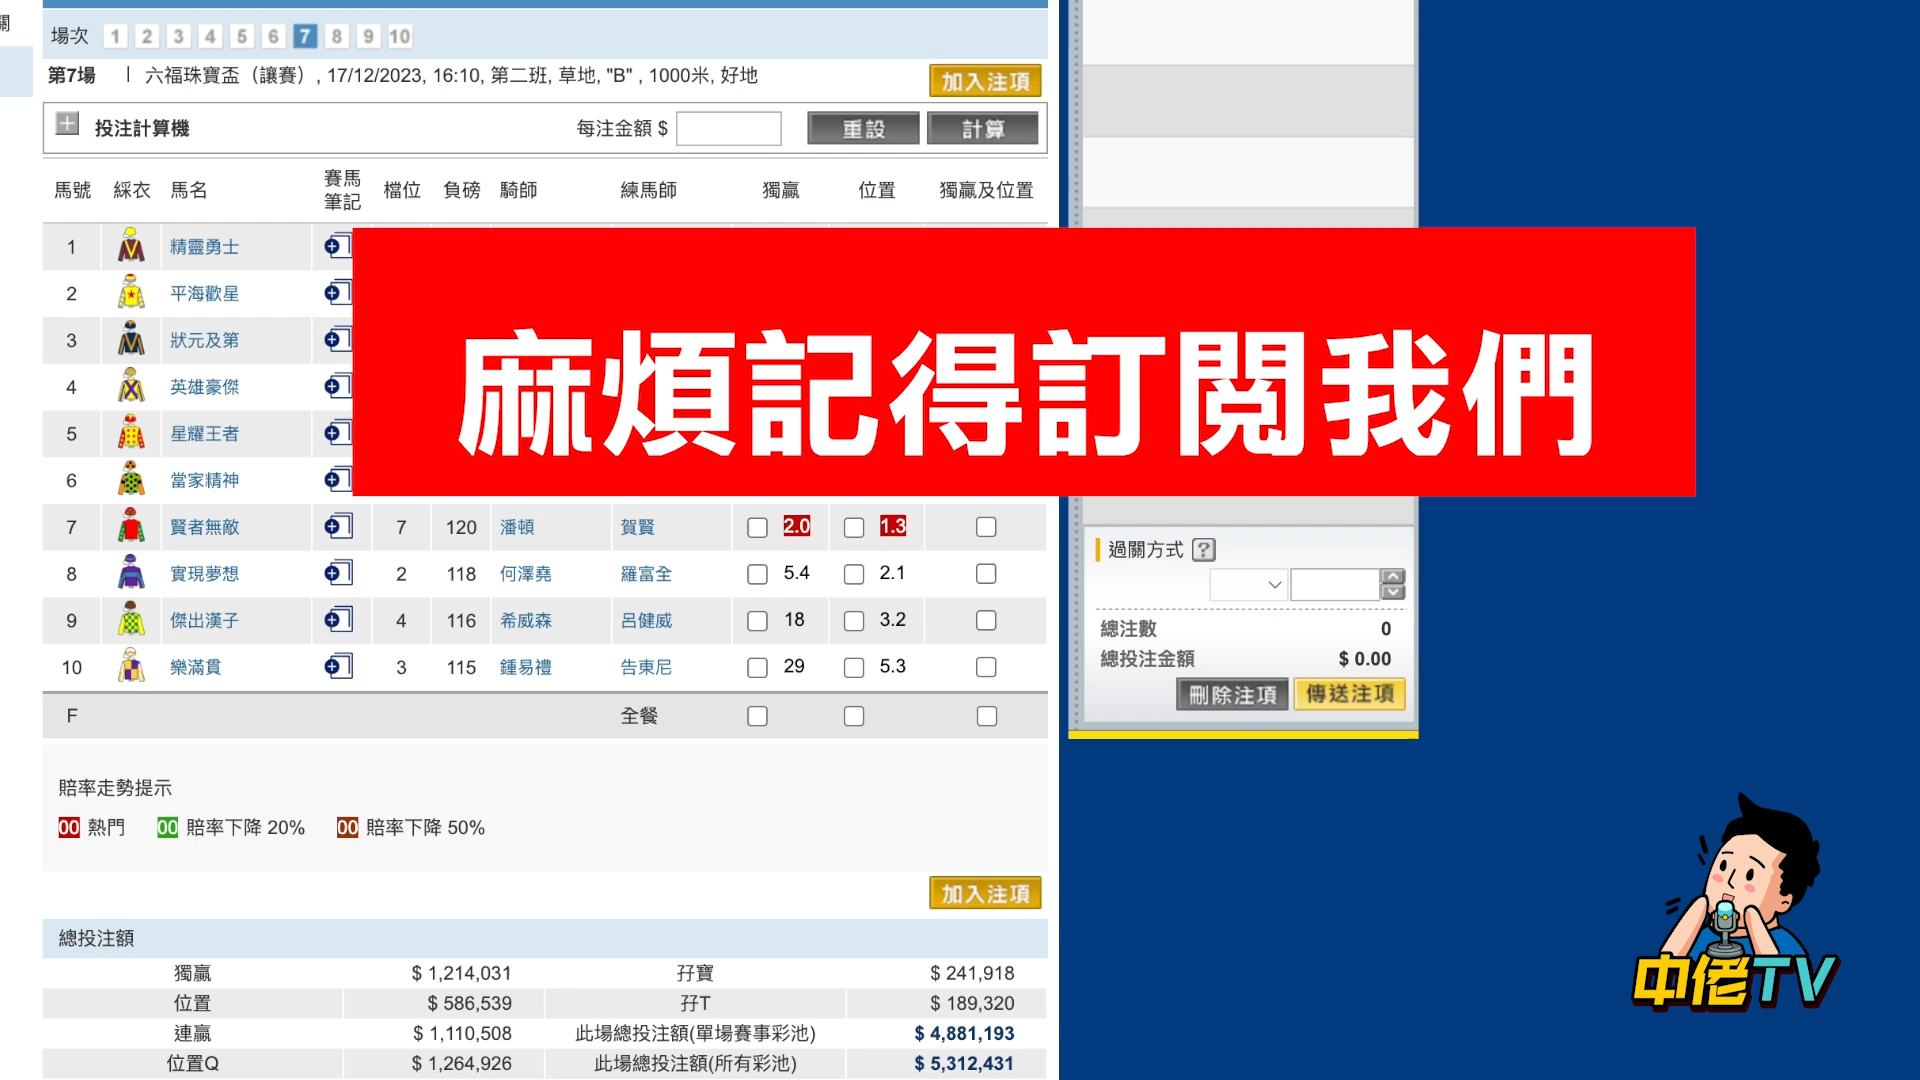 場次 1 2 3 4 5 6 7 8 9 10
第7場 | 六福珠寶盃（讓賽）, 17/12/2023, 16:10, 第二班, 草地, "B" , 1000米, 好地
加入注項
投注計算機 每注金額 $ 重設 計算
馬號 綵衣 馬名 賽馬筆記 檔位 負磅 騎師 練馬師 獨贏 位置 獨贏及位置
1 精靈勇士
2 平海歡星
3 狀元及第
4 英雄豪傑
5 星耀王者
6 當家精神
麻煩記得訂閱我們
7 賢者無敵 7 120 潘頓 賀賢 2.0 1.3
8 實現夢想 2 118 何澤堯 羅富全 5.4 2.1
9 傑出漢子 4 116 希威森 呂健威 18 3.2
10 樂滿貫 3 115 鍾易禮 告東尼 29 5.3
F 全餐
過關方式 ?
總注數 0
總投注金額 $ 0.00
刪除注項 傳送注項
賠率走勢提示
00 熱門 00 賠率下降 20% 00 賠率下降 50%
加入注項
總投注額
獨贏 $ 1,214,031 孖寶 $ 241,918
位置 $ 586,539 孖T $ 189,320
連贏 $ 1,110,508 此場總投注額(單場賽事彩池) $ 4,881,193
位置Q $ 1,264,926 此場總投注額(所有彩池) $ 5,312,431
中佬TV